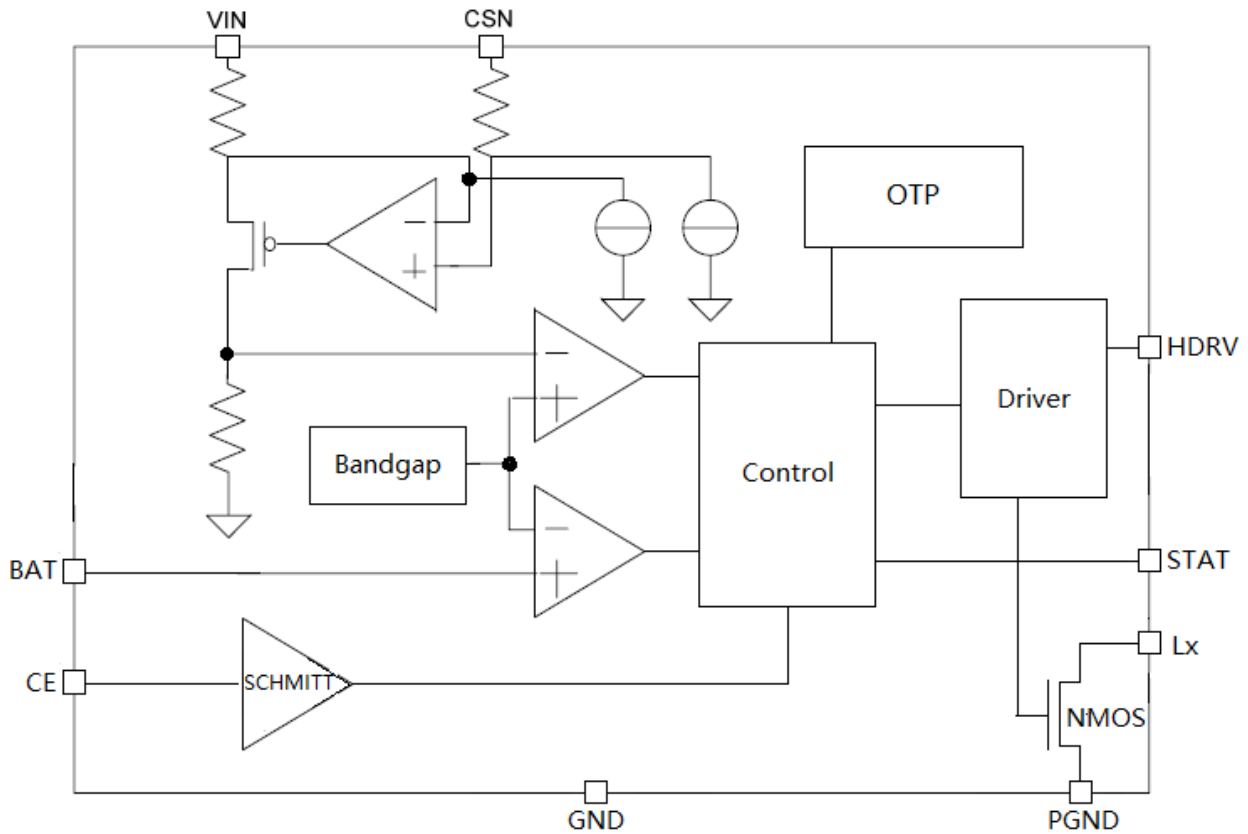 VIN
CSN
OTP
−
+
HDRV
−
+
Driver
Bandgap
Control
−
+
BAT
STAT
CE
SCHMITT
Lx
NMOS
GND
PGND